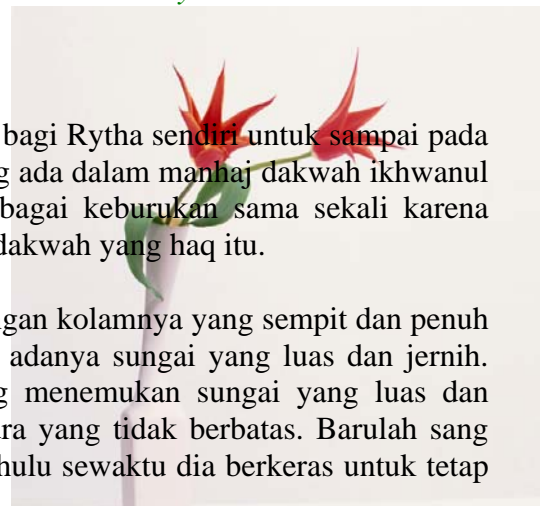 bagi Rytha sendiri untuk sampai pada
g ada dalam manhaj dakwah ikhwanul
bagai keburukan sama sekali karena
dakwah yang haq itu.
ngan kolamnya yang sempit dan penuh
adanya sungai yang luas dan jernih.
g menemukan sungai yang luas dan
ra yang tidak berbatas. Barulah sang
hulu sewaktu dia berkeras untuk tetap